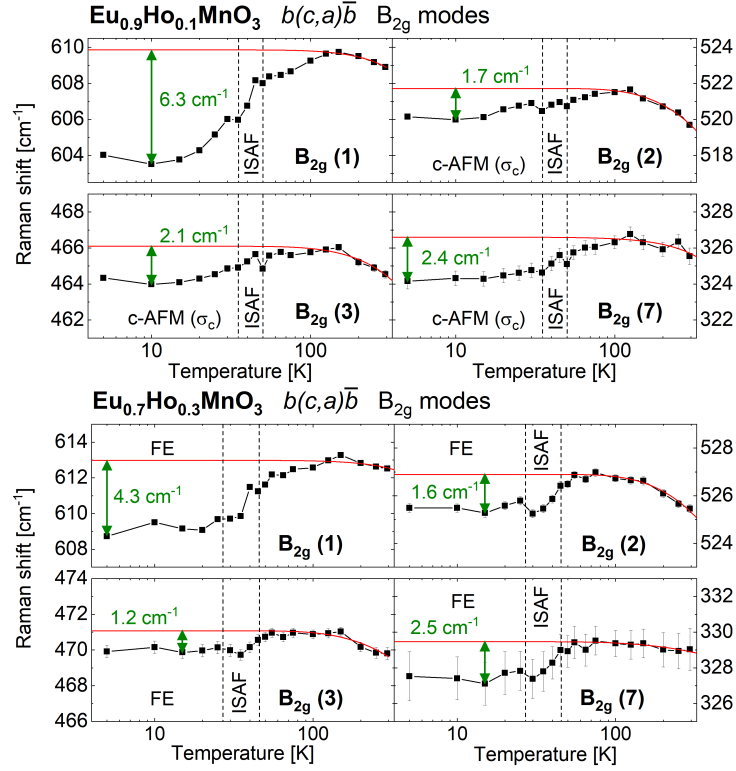 Eu0.9Ho0.1MnO3 b(c,a)b̅ B2g modes
610
608
606
604
6.3 cm⁻¹
ISAF
B2g (1)
524
522
520
518
1.7 cm⁻¹
c-AFM (σc)
ISAF
B2g (2)
Raman shift [cm⁻¹]
468
466
464
462
2.1 cm⁻¹
c-AFM (σc)
ISAF
B2g (3)
328
326
324
322
320
2.4 cm⁻¹
c-AFM (σc)
ISAF
B2g (7)
10
100
10
100
Temperature [K]
Temperature [K]
Eu0.7Ho0.3MnO3 b(c,a)b̅ B2g modes
614
612
610
608
FE
4.3 cm⁻¹
B2g (1)
528
526
524
FE
ISAF
1.6 cm⁻¹
B2g (2)
Raman shift [cm⁻¹]
474
472
470
468
466
1.2 cm⁻¹
FE
ISAF
B2g (3)
332
330
328
326
FE
ISAF
2.5 cm⁻¹
B2g (7)
10
100
10
100
Temperature [K]
Temperature [K]